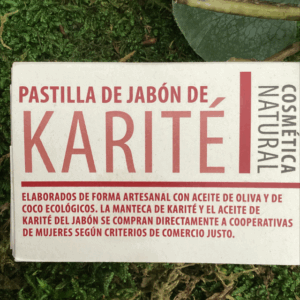 PASTILLA DE JABÓN DE
KARITÉ
COSMÉTICA
NATURAL
ELABORADOS DE FORMA ARTESANAL CON ACEITE DE OLIVA Y DE
COCO ECOLÓGICOS. LA MANTECA DE KARITÉ Y EL ACEITE DE
KARITÉ DEL JABÓN SE COMPRAN DIRECTAMENTE A COOPERATIVAS
DE MUJERES SEGÚN CRITERIOS DE COMERCIO JUSTO.